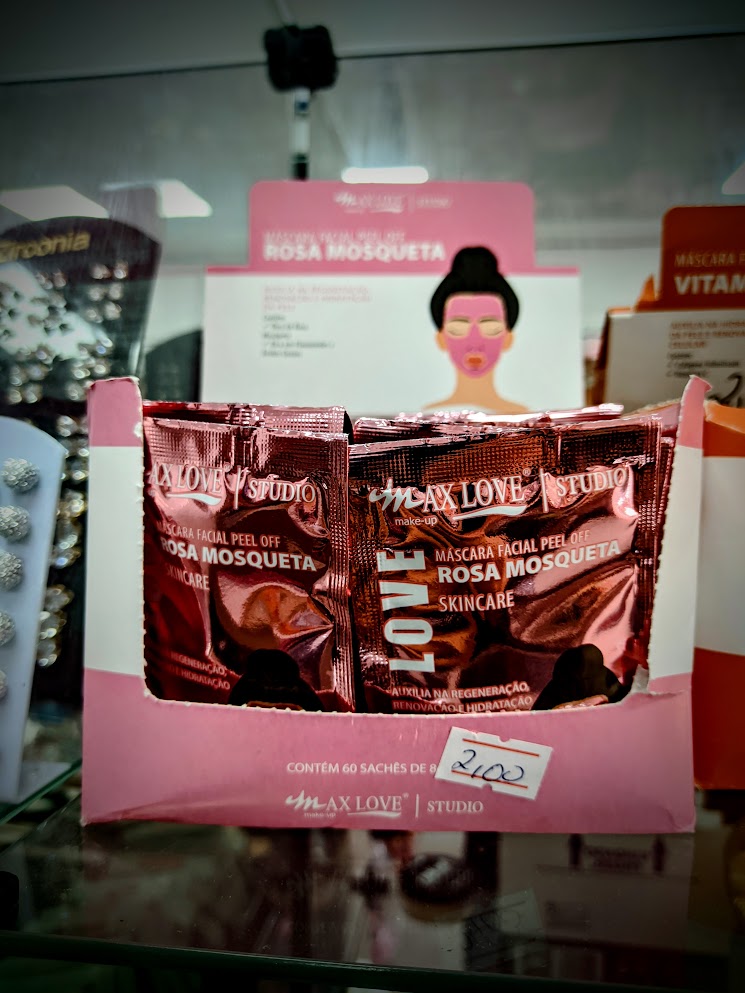 Zirconia
MAX LOVE | STUDIO
MÁSCARA FACIAL PEEL OFF
ROSA MOSQUETA
MÁSCARA F
VITAM
AX LOVE | STUDIO
MÁSCARA FACIAL PEEL OFF
ROSA MOSQUETA
SKINCARE
REGENERAÇÃO,
E HIDRATAÇÃO
MAX LOVE® | STUDIO
make-up
LOVE
MÁSCARA FACIAL PEEL OFF
ROSA MOSQUETA
SKINCARE
AUXILIA NA REGENERAÇÃO,
RENOVAÇÃO E HIDRATAÇÃO
CONTÉM 60 SACHÊS DE 8
2,00
MAX LOVE® | STUDIO
make-up